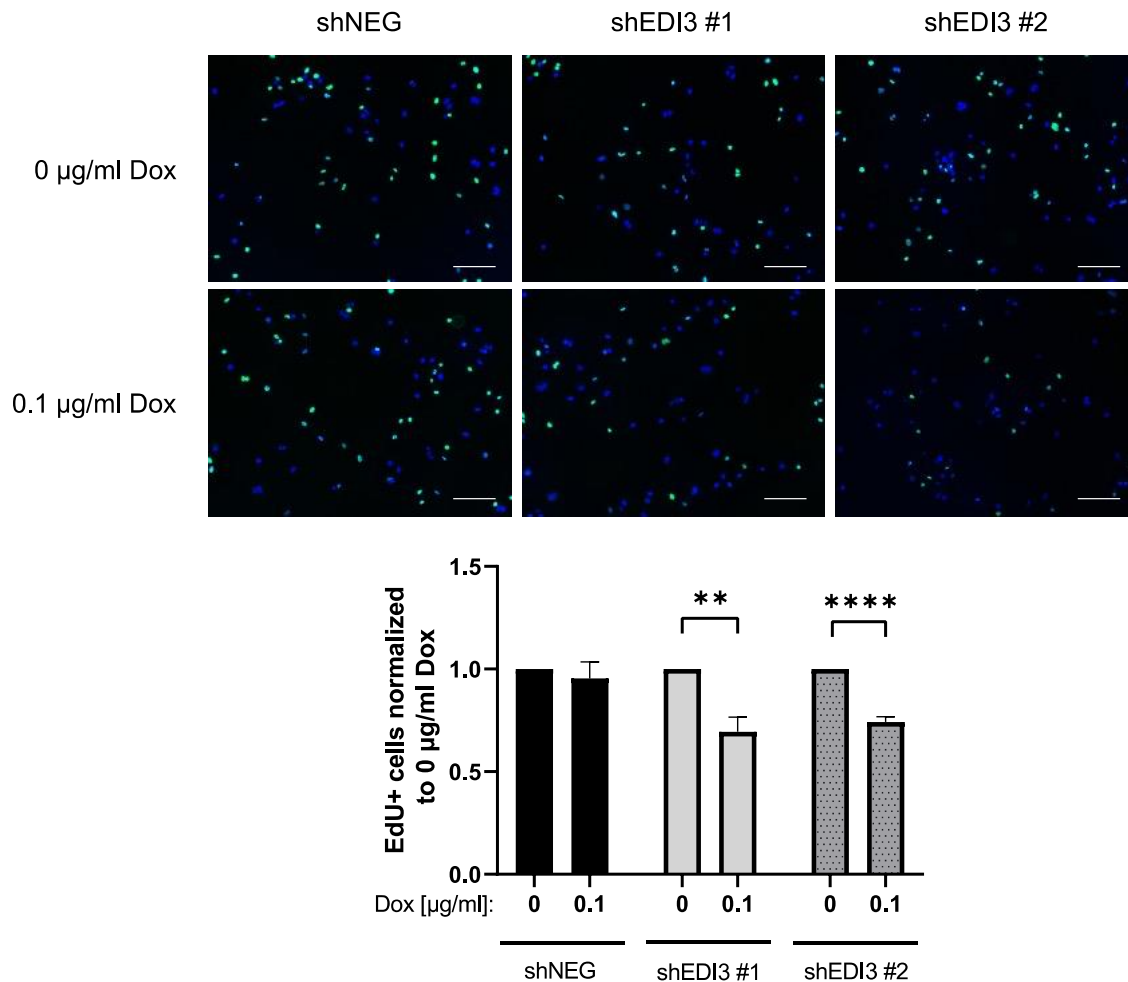 shNEG shEDI3 #1 shEDI3 #2
0 µg/ml Dox
0.1 µg/ml Dox
EdU+ cells normalized
to 0 µg/ml Dox
1.5
1.0
0.5
0.0
** ****
Dox [µg/ml]: 0 0.1 0 0.1 0 0.1
shNEG shEDI3 #1 shEDI3 #2